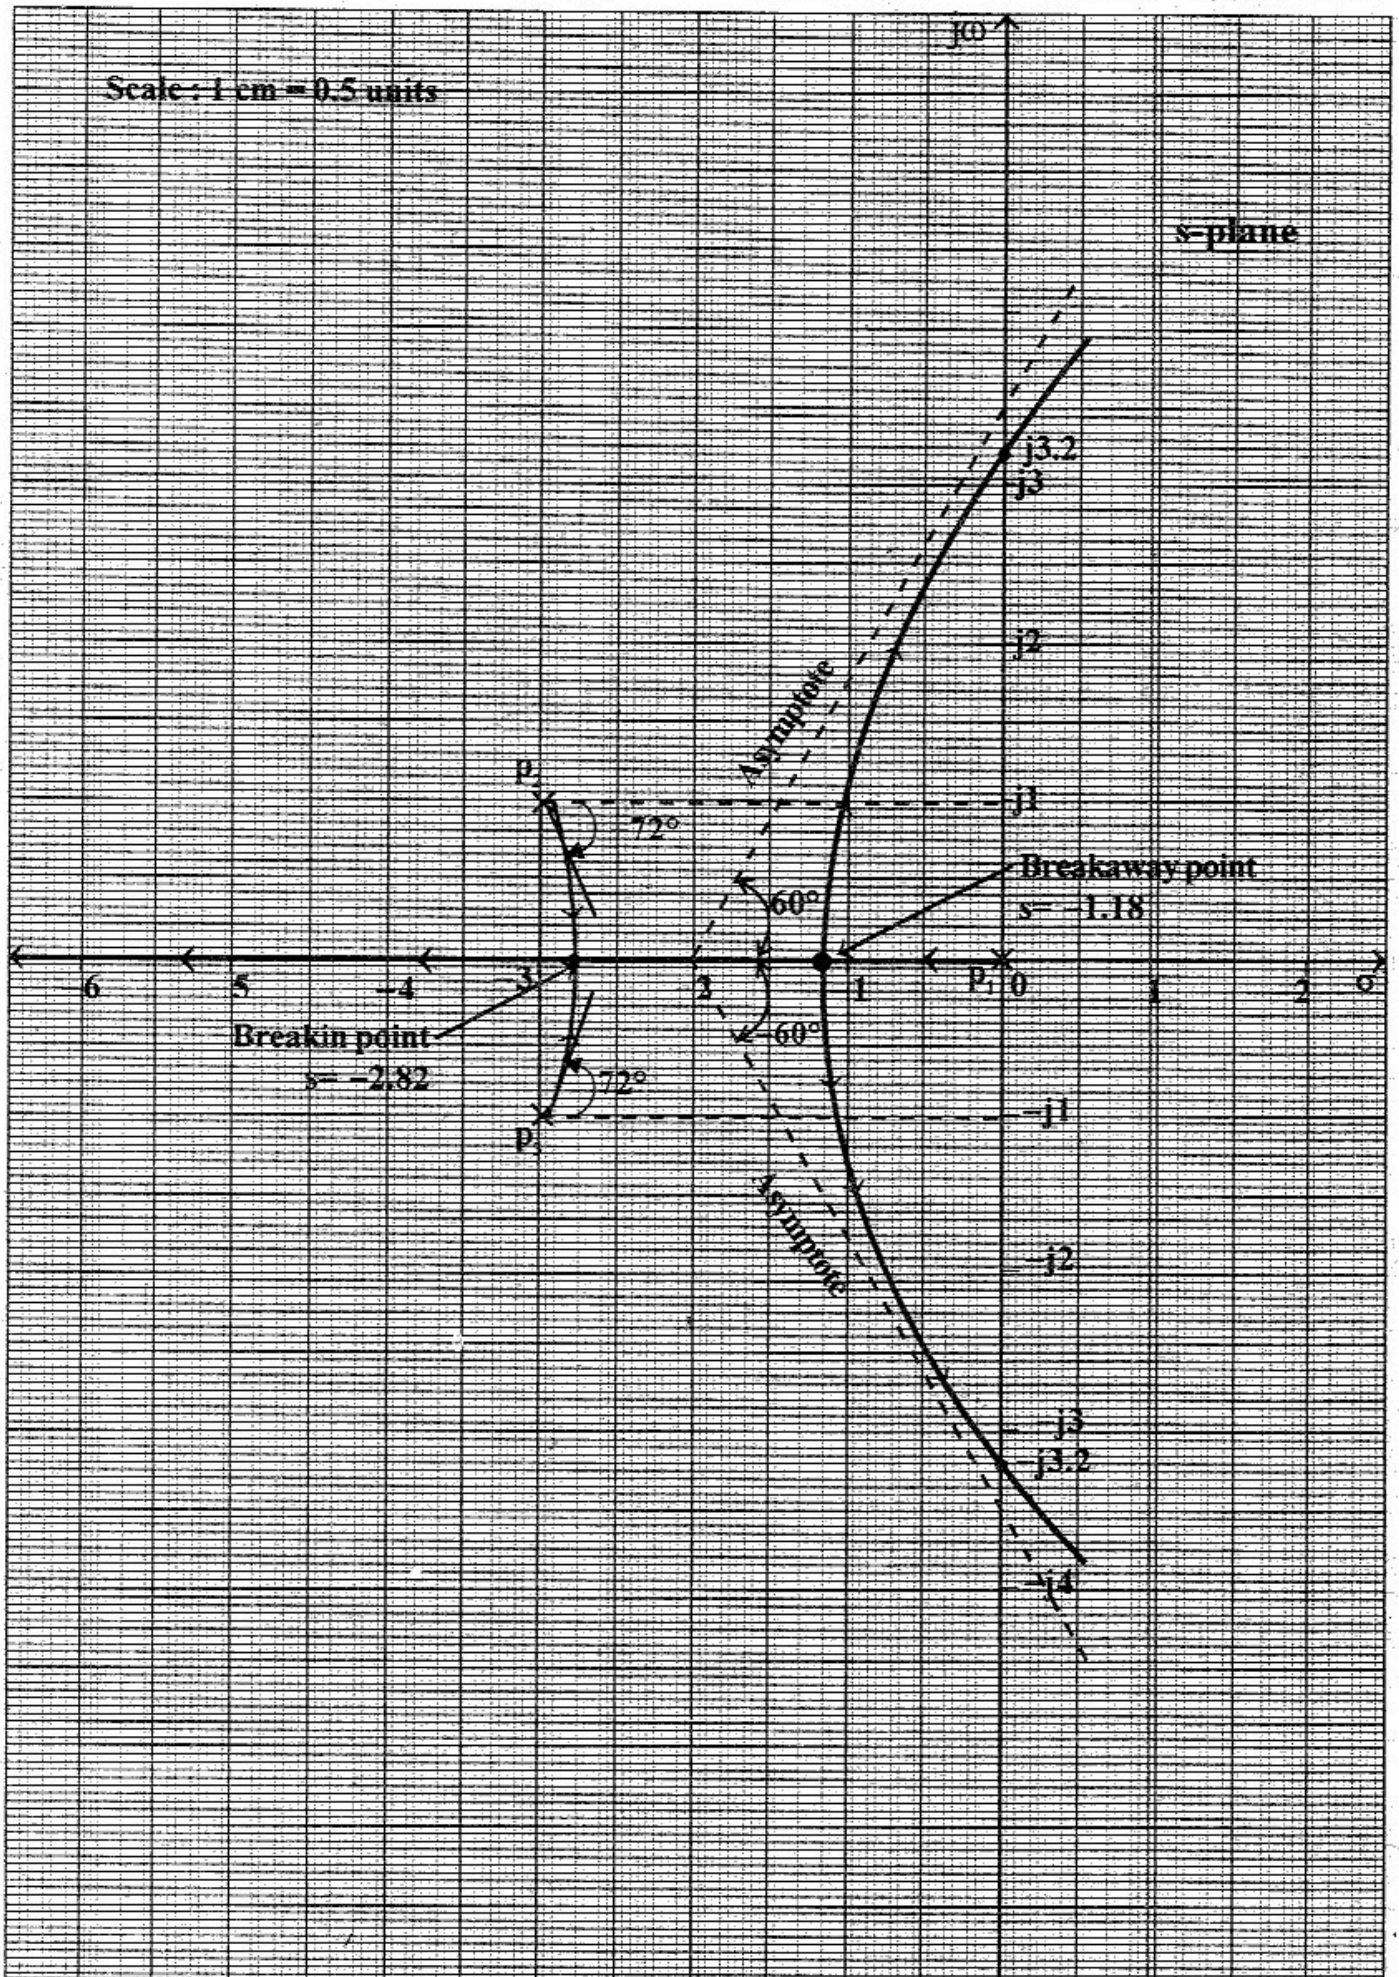 jω
Scale : 1 cm = 0.5 units
s-plane
j3.2
j3
j2
Asymptote
p2
j1
72°
Breakaway point
s= -1.18
60°
6 5 -4 -3 2 -1 p1 0 1 2 σ
Breakin point
s= -2.82
-60°
72°
-j1
p3
Asymptote
-j2
-j3
-j3.2
-j4